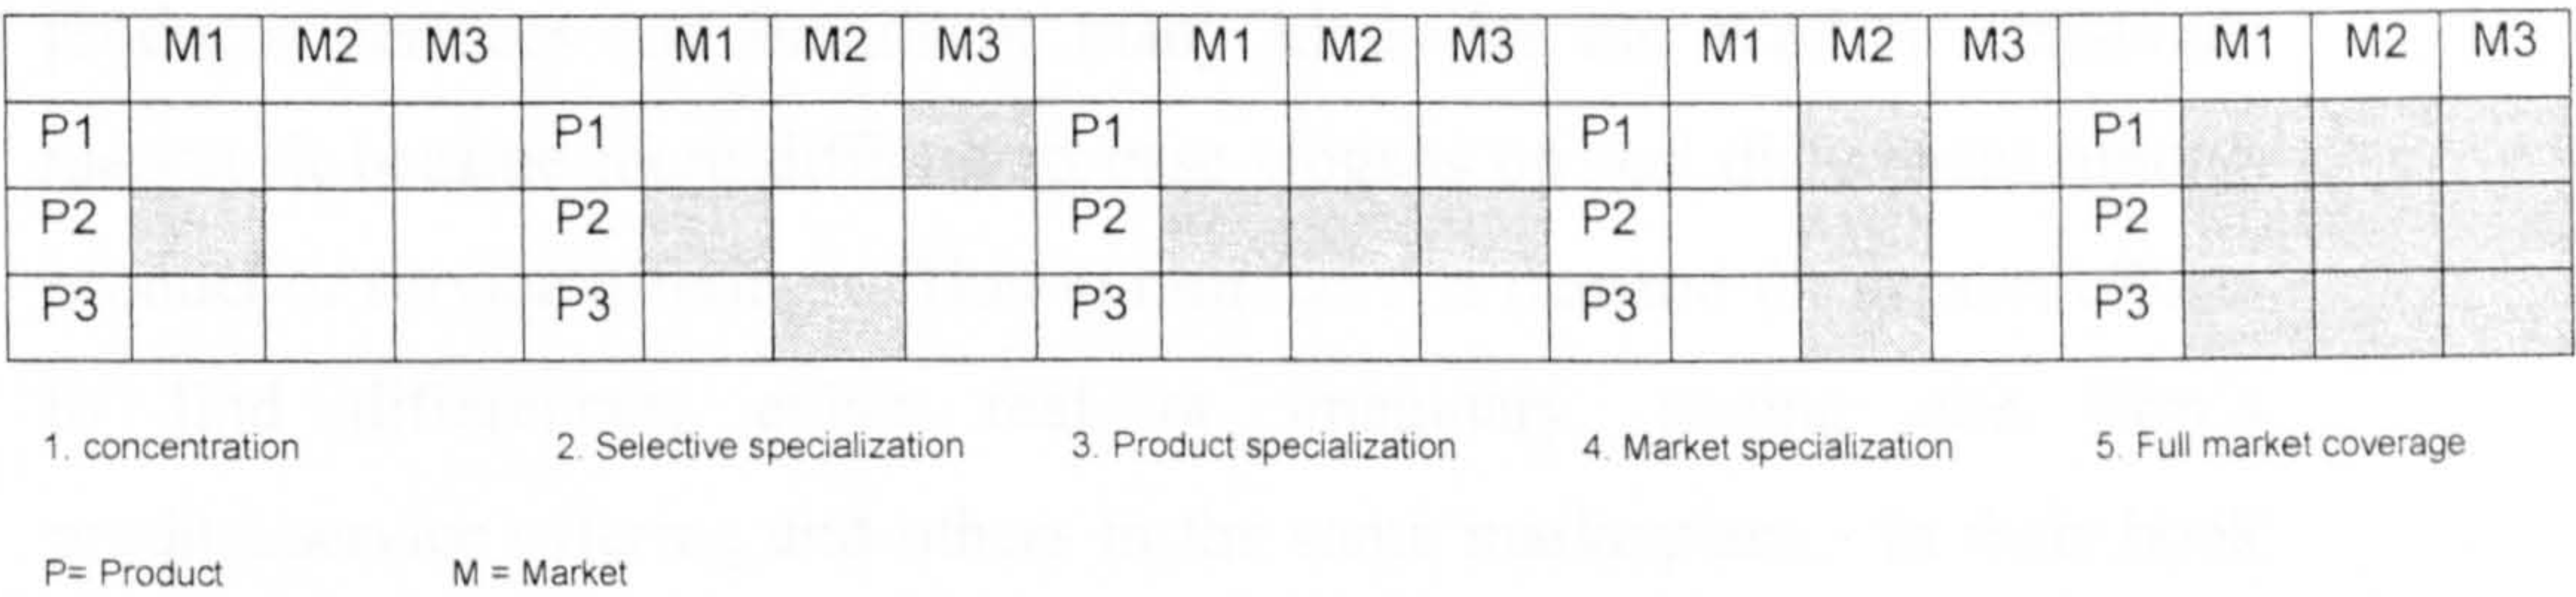 M1 M2 M3 M1 M2 M3 M1 M2 M3 M1 M2 M3 M1 M2 M3
P1 P1 P1 P1 P1
P2 P2 P2 P2 P2
P3 P3 P3 P3 P3
1. concentration 2. Selective specialization 3. Product specialization 4. Market specialization 5. Full market coverage
P= Product M = Market